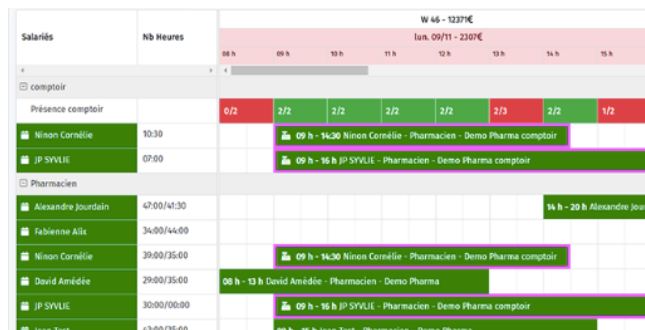 W 46 - 12371€
Salariés Nb Heures lun. 09/11 - 2307€
08 h 09 h 10 h 11 h 12 h 13 h 14 h 15 h
comptoir
Présence comptoir 0/2 2/2 2/2 2/2 2/2 2/3 2/2 1/2
Ninon Cornélie 10:30 09 h - 14:30 Ninon Cornélie - Pharmacien - Demo Pharma comptoir
JP SYVLIE 07:00 09 h - 16 h JP SYVLIE - Pharmacien - Demo Pharma comptoir
Pharmacien
Alexandre Jourdain 47:00/41:30 14 h - 20 h Alexandre Jou
Fabienne Alix 34:00/44:00
Ninon Cornélie 39:00/35:00 09 h - 14:30 Ninon Cornélie - Pharmacien - Demo Pharma comptoir
David Amédée 29:00/35:00 08 h - 13 h David Amédée - Pharmacien - Demo Pharma
JP SYVLIE 30:00/00:00 09 h - 16 h JP SYVLIE - Pharmacien - Demo Pharma comptoir